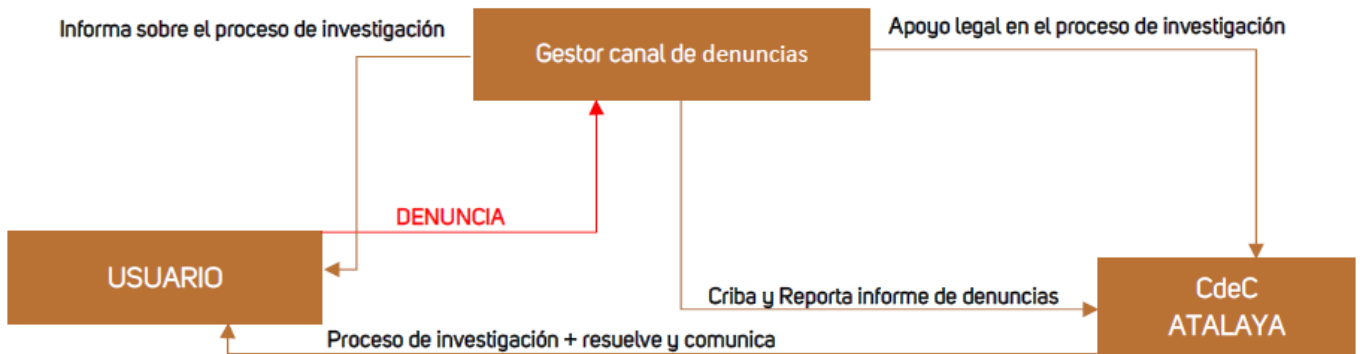 Informa sobre el proceso de investigación
Gestor canal de denuncias
Apoyo legal en el proceso de investigación
DENUNCIA
USUARIO
Criba y Reporta informe de denuncias
CdeC
ATALAYA
Proceso de investigación + resuelve y comunica